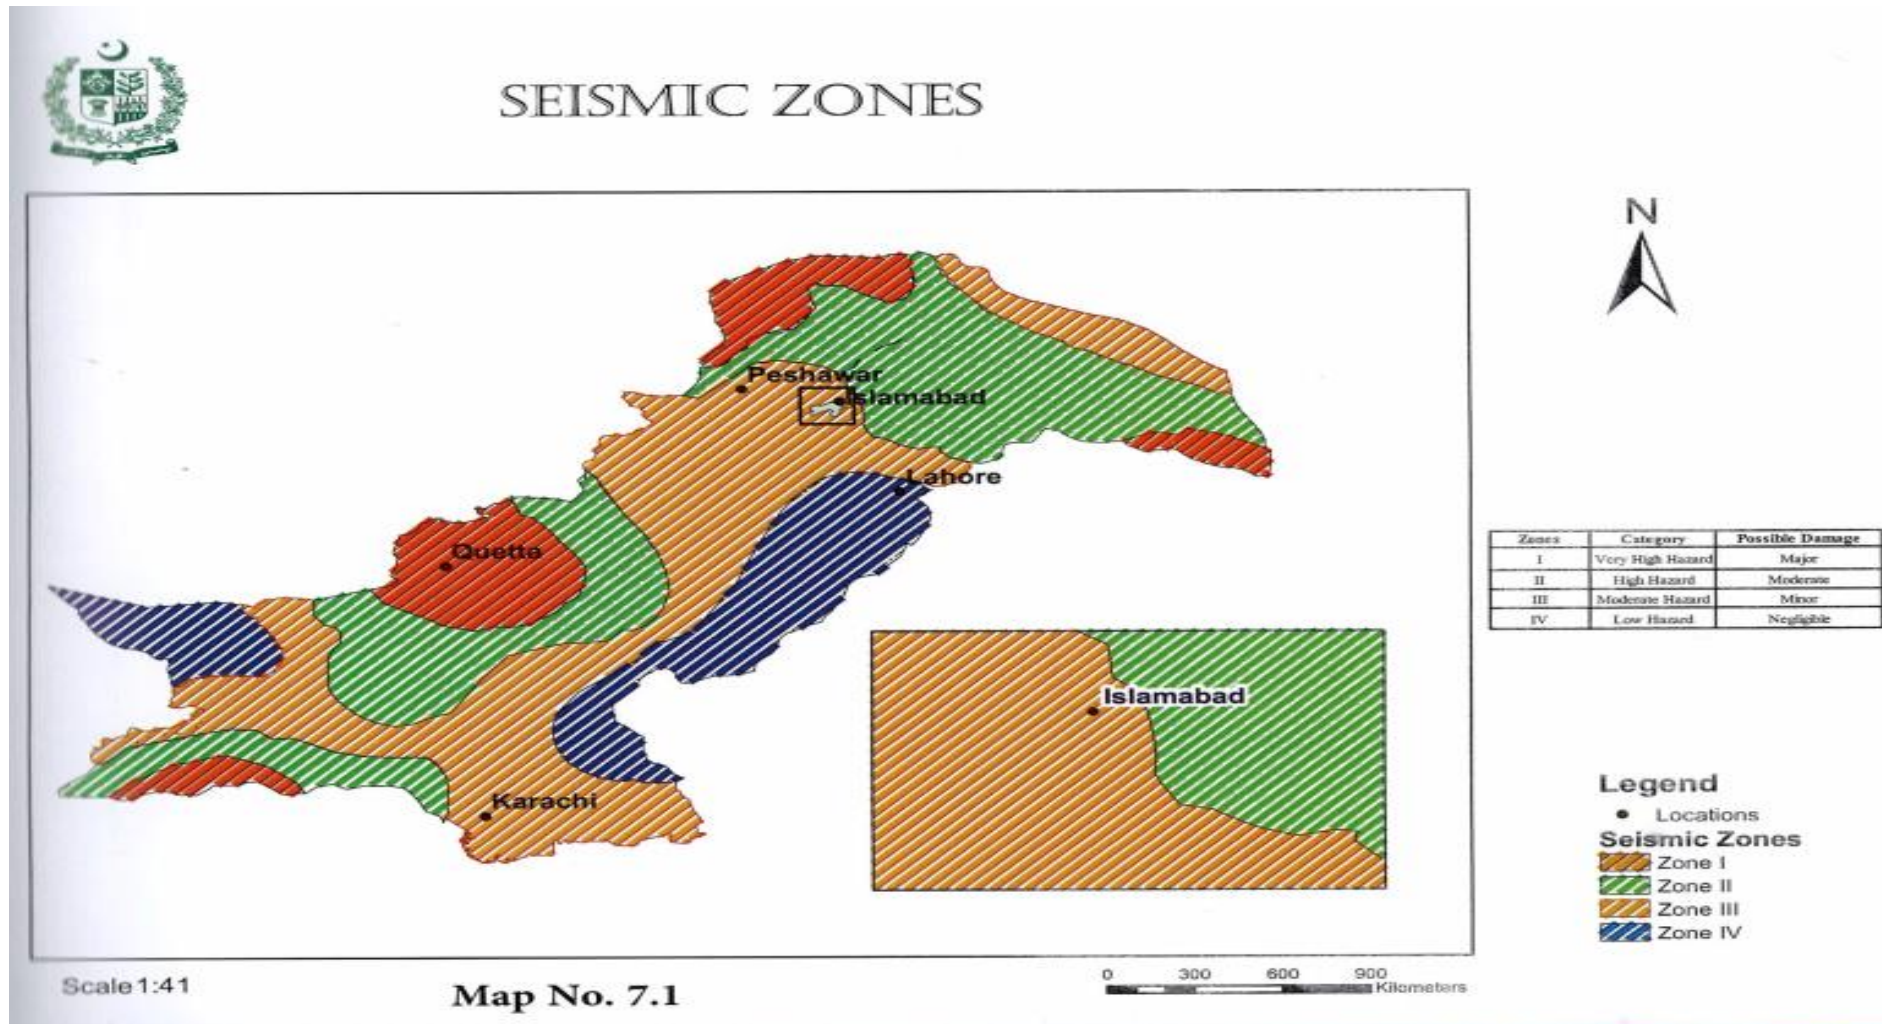 SEISMIC ZONES
N
Peshawar
Islamabad
Lahore
Quetta
Karachi
Islamabad
Zones Category Possible Damage
I Very High Hazard Major
II High Hazard Moderate
III Moderate Hazard Minor
IV Low Hazard Negligible
Legend
Locations
Seismic Zones
Zone I
Zone II
Zone III
Zone IV
0 300 600 900
Kilometers
Scale 1:41
Map No. 7.1